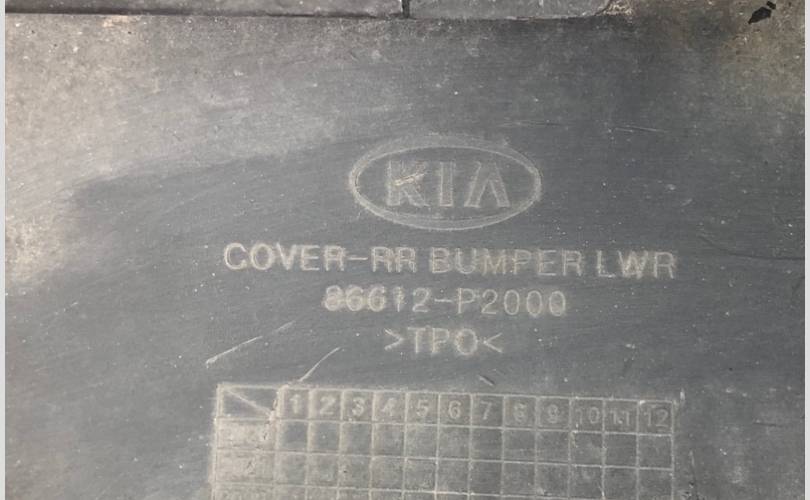 KIA
COVER-RR BUMPER LWR
86612-P2000
>TPO<
1 2 3 4 5 6 7 8 9 10 11 12